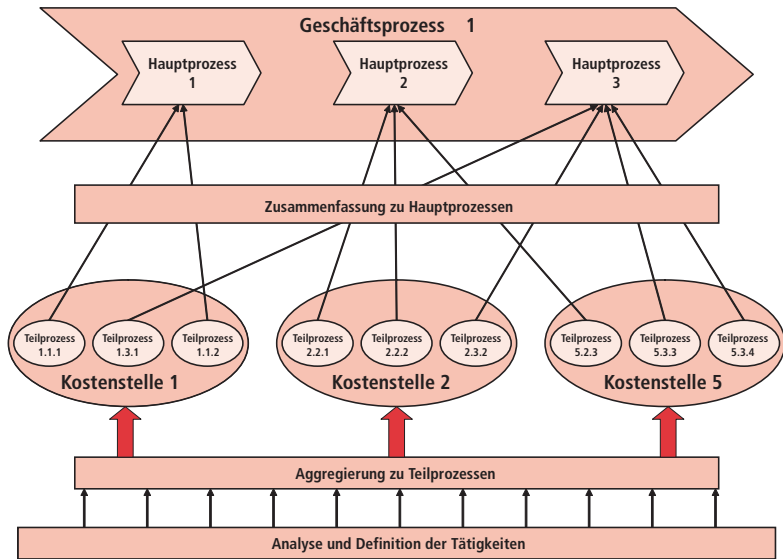 Geschäftsprozess 1
Hauptprozess
1
Hauptprozess
2
Hauptprozess
3
Zusammenfassung zu Hauptprozessen
Teilprozess
1.1.1
Teilprozess
1.3.1
Teilprozess
1.1.2
Kostenstelle 1
Teilprozess
2.2.1
Teilprozess
2.2.2
Teilprozess
2.3.2
Kostenstelle 2
Teilprozess
5.2.3
Teilprozess
5.3.3
Teilprozess
5.3.4
Kostenstelle 5
Aggregierung zu Teilprozessen
Analyse und Definition der Tätigkeiten